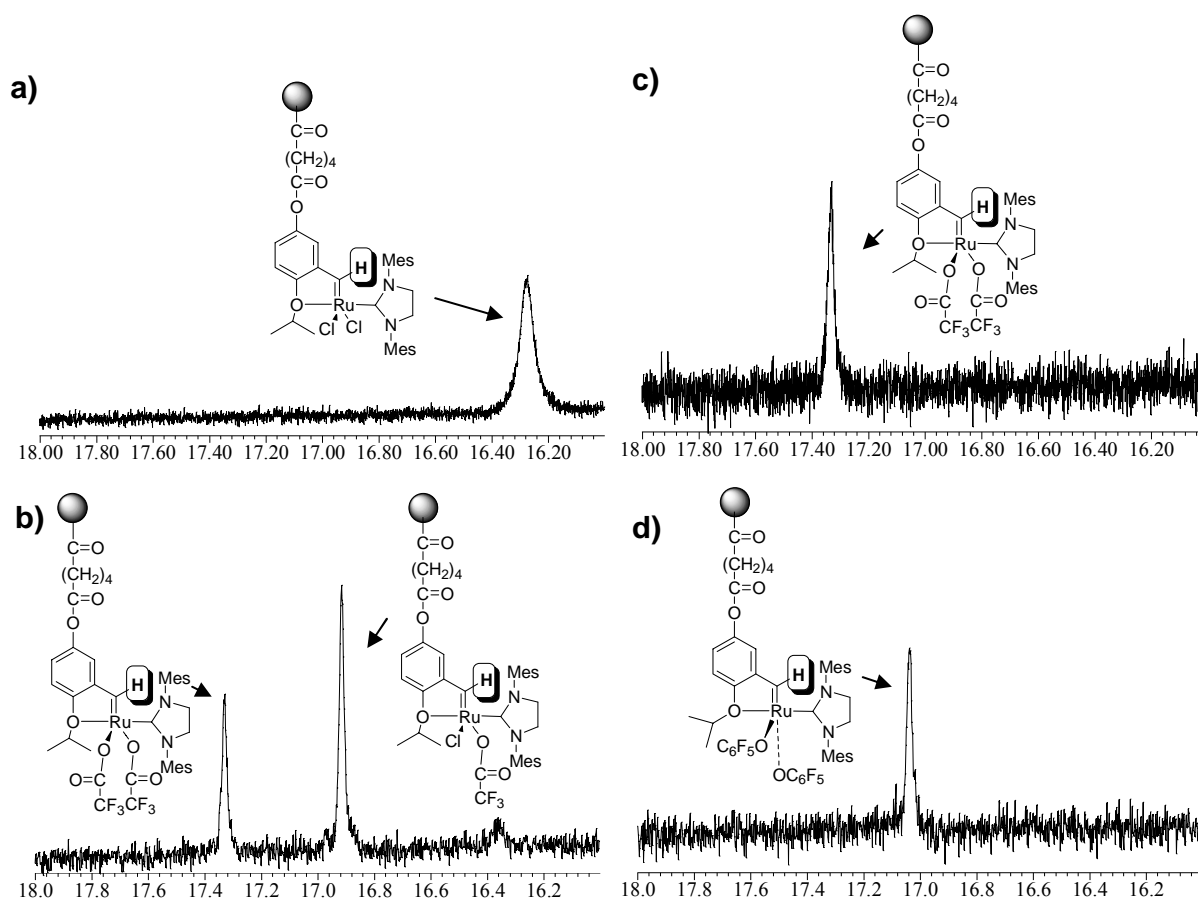 a)
C=O
(CH2)4
C=O
O
H
Mes
N
O
Ru
Cl
Cl
N
Mes
18.00 17.80 17.60 17.40 17.20 17.00 16.80 16.60 16.40 16.20
c)
C=O
(CH2)4
C=O
O
H
Mes
N
O
Ru
N
O
O
Mes
O=C
C=O
CF3
CF3
18.00 17.80 17.60 17.40 17.20 17.00 16.80 16.60 16.40 16.20
b)
C=O
(CH2)4
C=O
O
H
Mes
N
O
Ru
N
O
O
Mes
O=C
C=O
CF3
CF3
C=O
(CH2)4
C=O
O
H
Mes
N
O
Ru
Cl
N
O
Mes
C=O
CF3
18.0 17.8 17.6 17.4 17.2 17.0 16.8 16.6 16.4 16.2
d)
C=O
(CH2)4
C=O
O
H
Mes
N
O
Ru
N
C6F5O
Mes
OC6F5
18.0 17.8 17.6 17.4 17.2 17.0 16.8 16.6 16.4 16.2